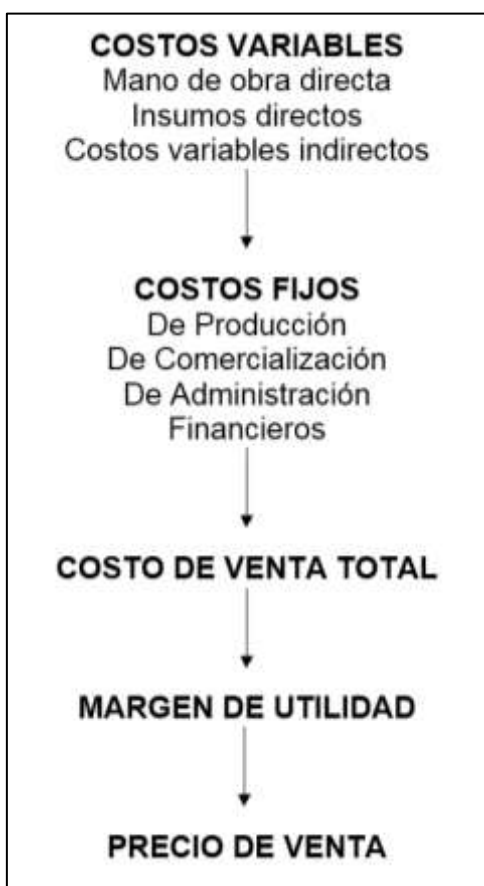 COSTOS VARIABLES
Mano de obra directa
Insumos directos
Costos variables indirectos
COSTOS FIJOS
De Producción
De Comercialización
De Administración
Financieros
COSTO DE VENTA TOTAL
MARGEN DE UTILIDAD
PRECIO DE VENTA